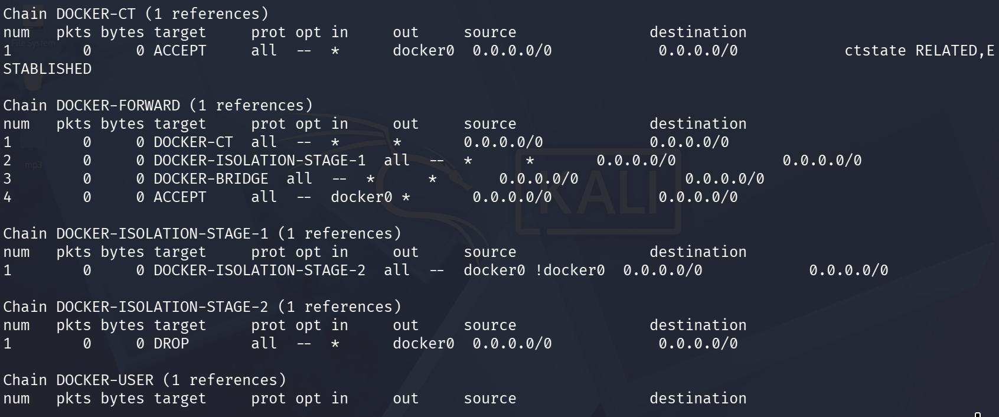 Chain DOCKER-CT (1 references)
num   pkts bytes target     prot opt in     out     source               destination
1        0     0 ACCEPT     all  --  *      docker0  0.0.0.0/0            0.0.0.0/0            ctstate RELATED,E
STABLISHED

Chain DOCKER-FORWARD (1 references)
num   pkts bytes target     prot opt in     out     source               destination
1        0     0 DOCKER-CT  all  --  *      *       0.0.0.0/0            0.0.0.0/0
2        0     0 DOCKER-ISOLATION-STAGE-1  all  --  *      *       0.0.0.0/0            0.0.0.0/0
3        0     0 DOCKER-BRIDGE  all  --  *      *       0.0.0.0/0            0.0.0.0/0
4        0     0 ACCEPT     all  --  docker0 *       0.0.0.0/0            0.0.0.0/0

Chain DOCKER-ISOLATION-STAGE-1 (1 references)
num   pkts bytes target     prot opt in     out     source               destination
1        0     0 DOCKER-ISOLATION-STAGE-2  all  --  docker0 !docker0  0.0.0.0/0            0.0.0.0/0

Chain DOCKER-ISOLATION-STAGE-2 (1 references)
num   pkts bytes target     prot opt in     out     source               destination
1        0     0 DROP       all  --  *      docker0  0.0.0.0/0            0.0.0.0/0

Chain DOCKER-USER (1 references)
num   pkts bytes target     prot opt in     out     source               destination
File System
mp3
KALI